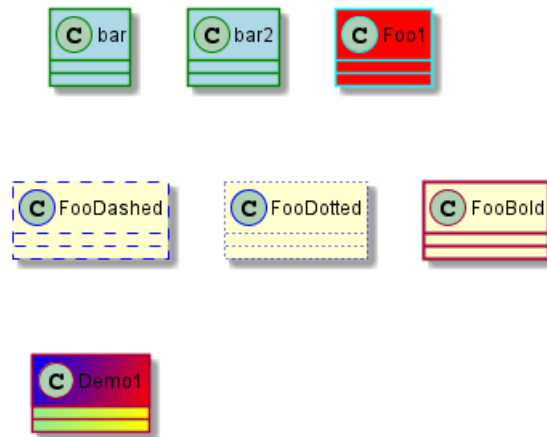 C bar
C bar2
C Foo1
C FooDashed
C FooDotted
C FooBold
C Demo1